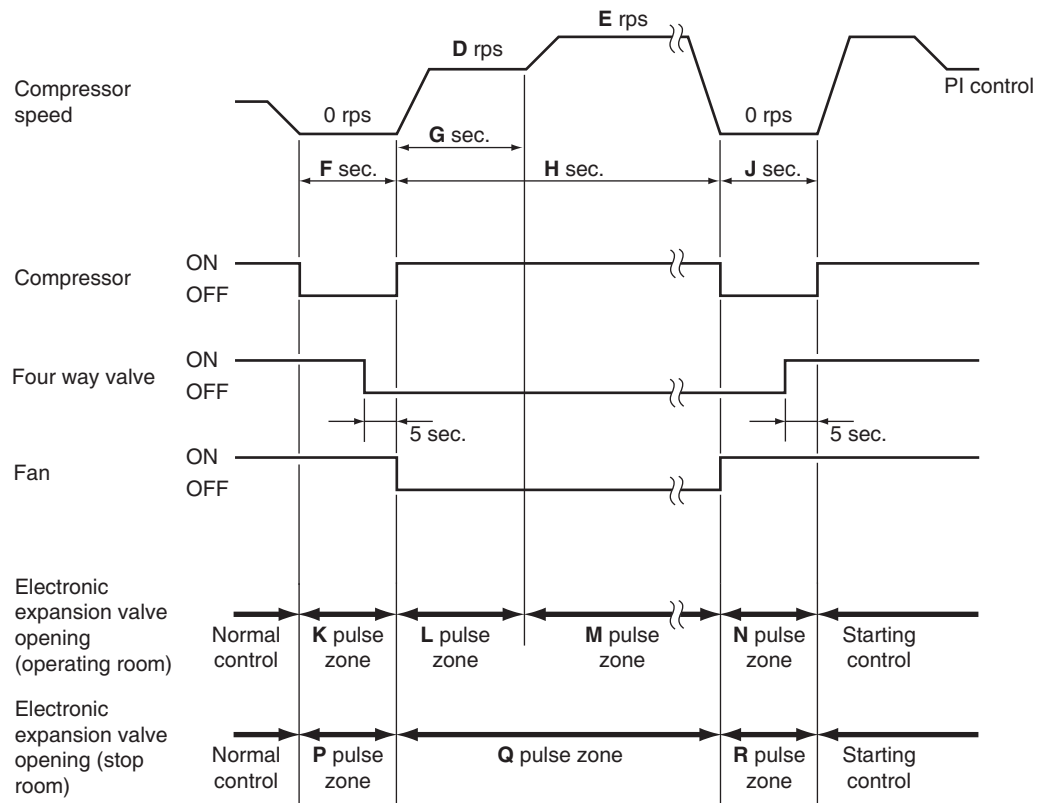 E rps
D rps
Compressor
speed
PI control
0 rps
0 rps
G sec.
F sec.
H sec.
J sec.
Compressor
ON
OFF
Four way valve
ON
OFF
5 sec.
5 sec.
Fan
ON
OFF
Electronic
expansion valve
opening
(operating room)
Normal
control
K pulse
zone
L pulse
zone
M pulse
zone
N pulse
zone
Starting
control
Electronic
expansion valve
opening (stop
room)
Normal
control
P pulse
zone
Q pulse zone
R pulse
zone
Starting
control